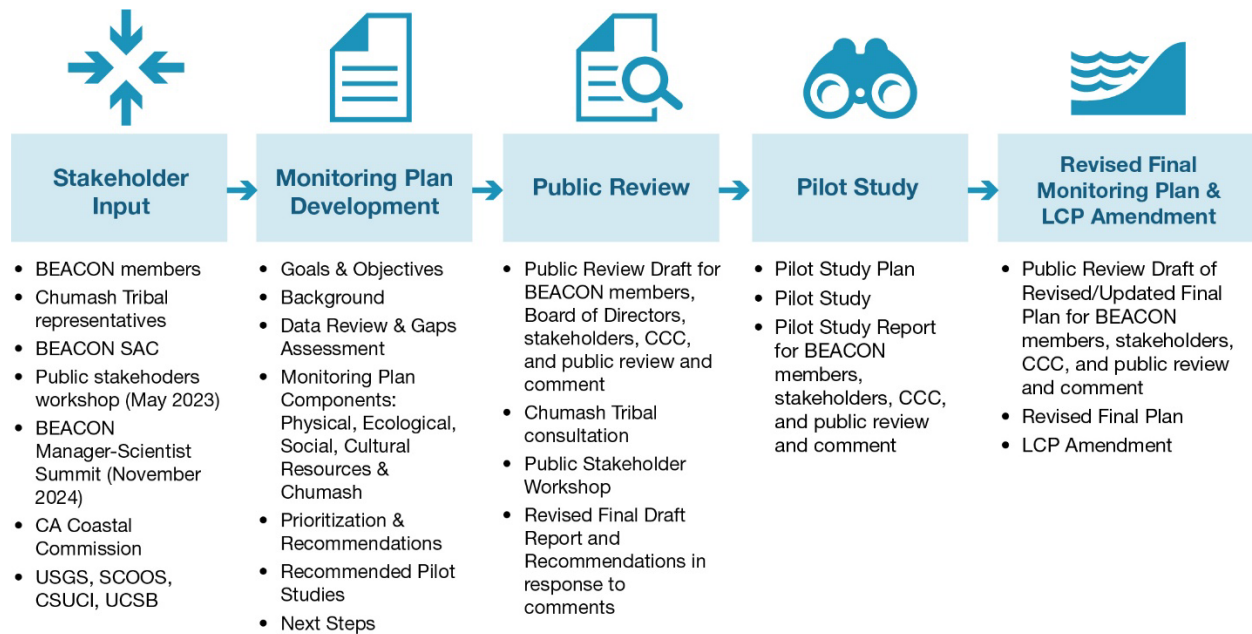 Stakeholder
Input
Monitoring Plan
Development
Public Review
Pilot Study
Revised Final
Monitoring Plan &
LCP Amendment
• BEACON members
• Chumash Tribal
representatives
• BEACON SAC
• Public stakehoders
workshop (May 2023)
• BEACON
Manager-Scientist
Summit (November
2024)
• CA Coastal
Commission
• USGS, SCOOS,
CSUCI, UCSB
• Goals & Objectives
• Background
• Data Review & Gaps
Assessment
• Monitoring Plan
Components:
Physical, Ecological,
Social, Cultural
Resources &
Chumash
• Prioritization &
Recommendations
• Recommended Pilot
Studies
• Next Steps
• Public Review Draft for
BEACON members,
Board of Directors,
stakeholders, CCC,
and public review and
comment
• Chumash Tribal
consultation
• Public Stakeholder
Workshop
• Revised Final Draft
Report and
Recommendations in
response to
comments
• Pilot Study Plan
• Pilot Study
• Pilot Study Report
for BEACON
members,
stakeholders, CCC,
and public review
and comment
• Public Review Draft of
Revised/Updated Final
Plan for BEACON
members, stakeholders,
CCC, and public review
and comment
• Revised Final Plan
• LCP Amendment